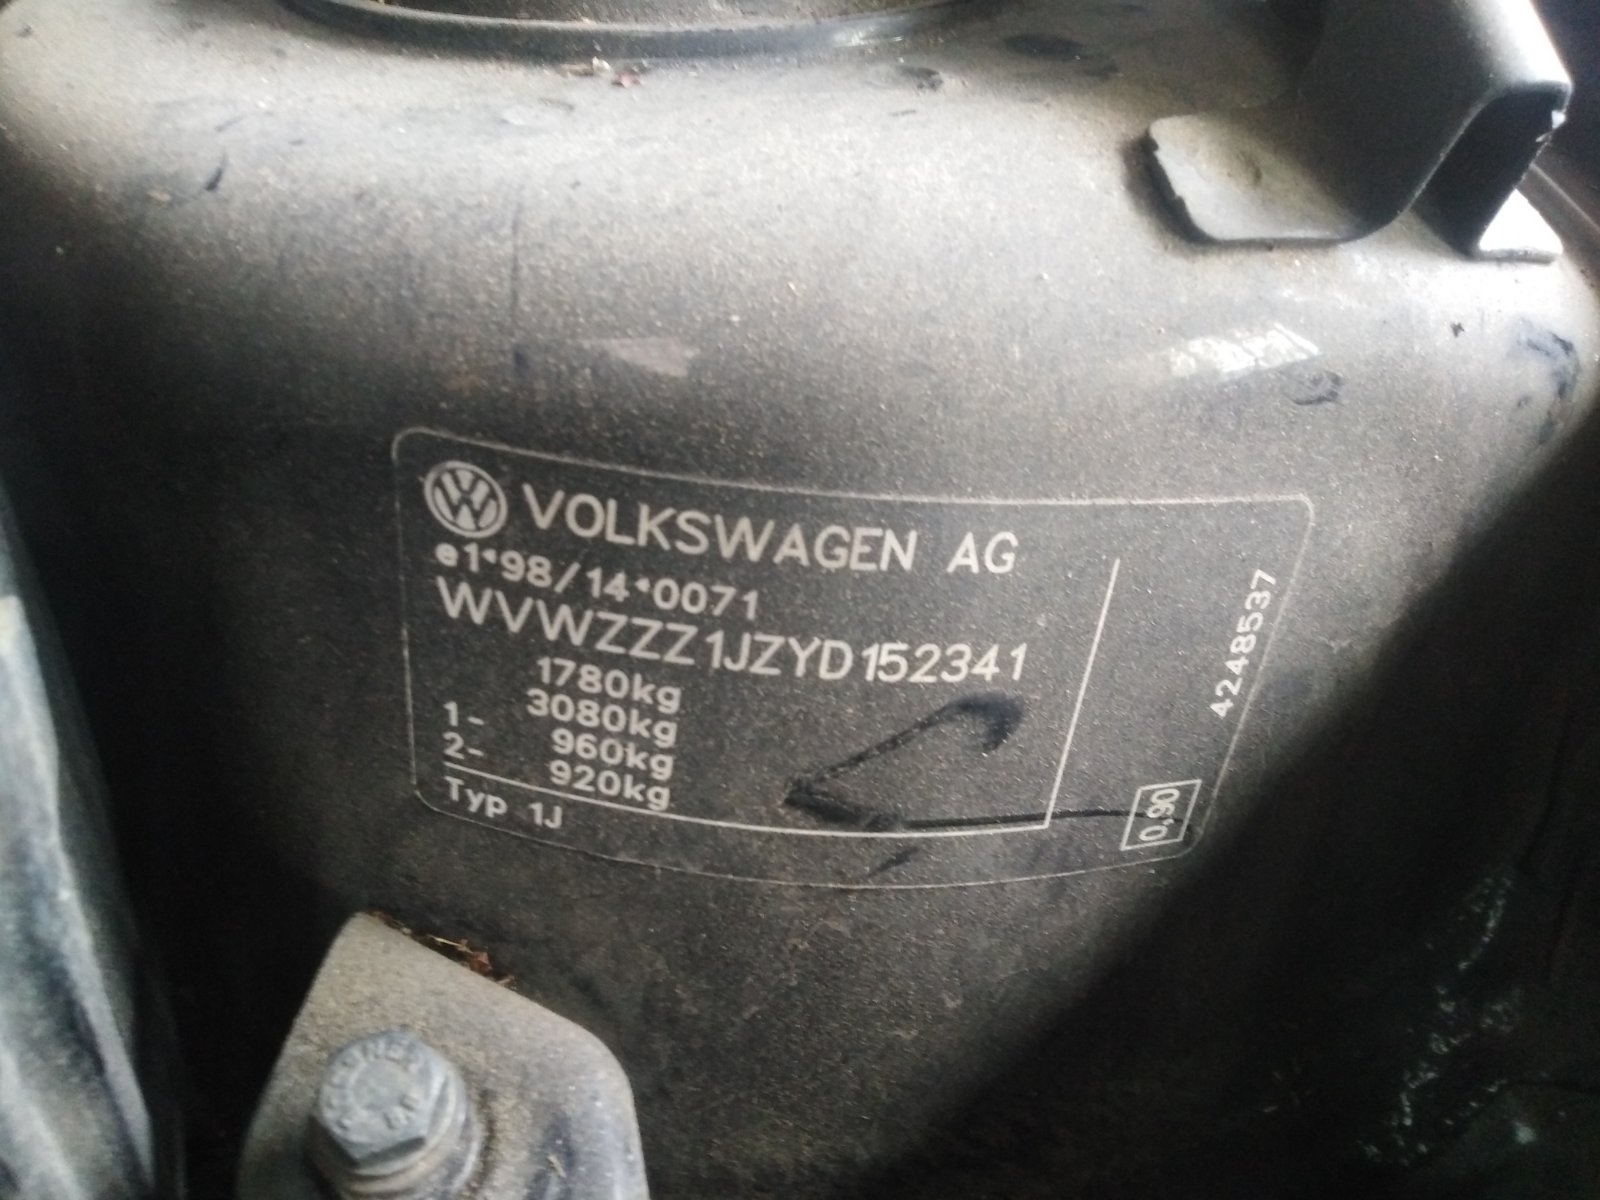 VOLKSWAGEN AG
e1*98/14*0071
WVWZZZ1JZYD152341
1780kg
3080kg
1- 960kg
2- 920kg
Typ 1J
4248537
0,90